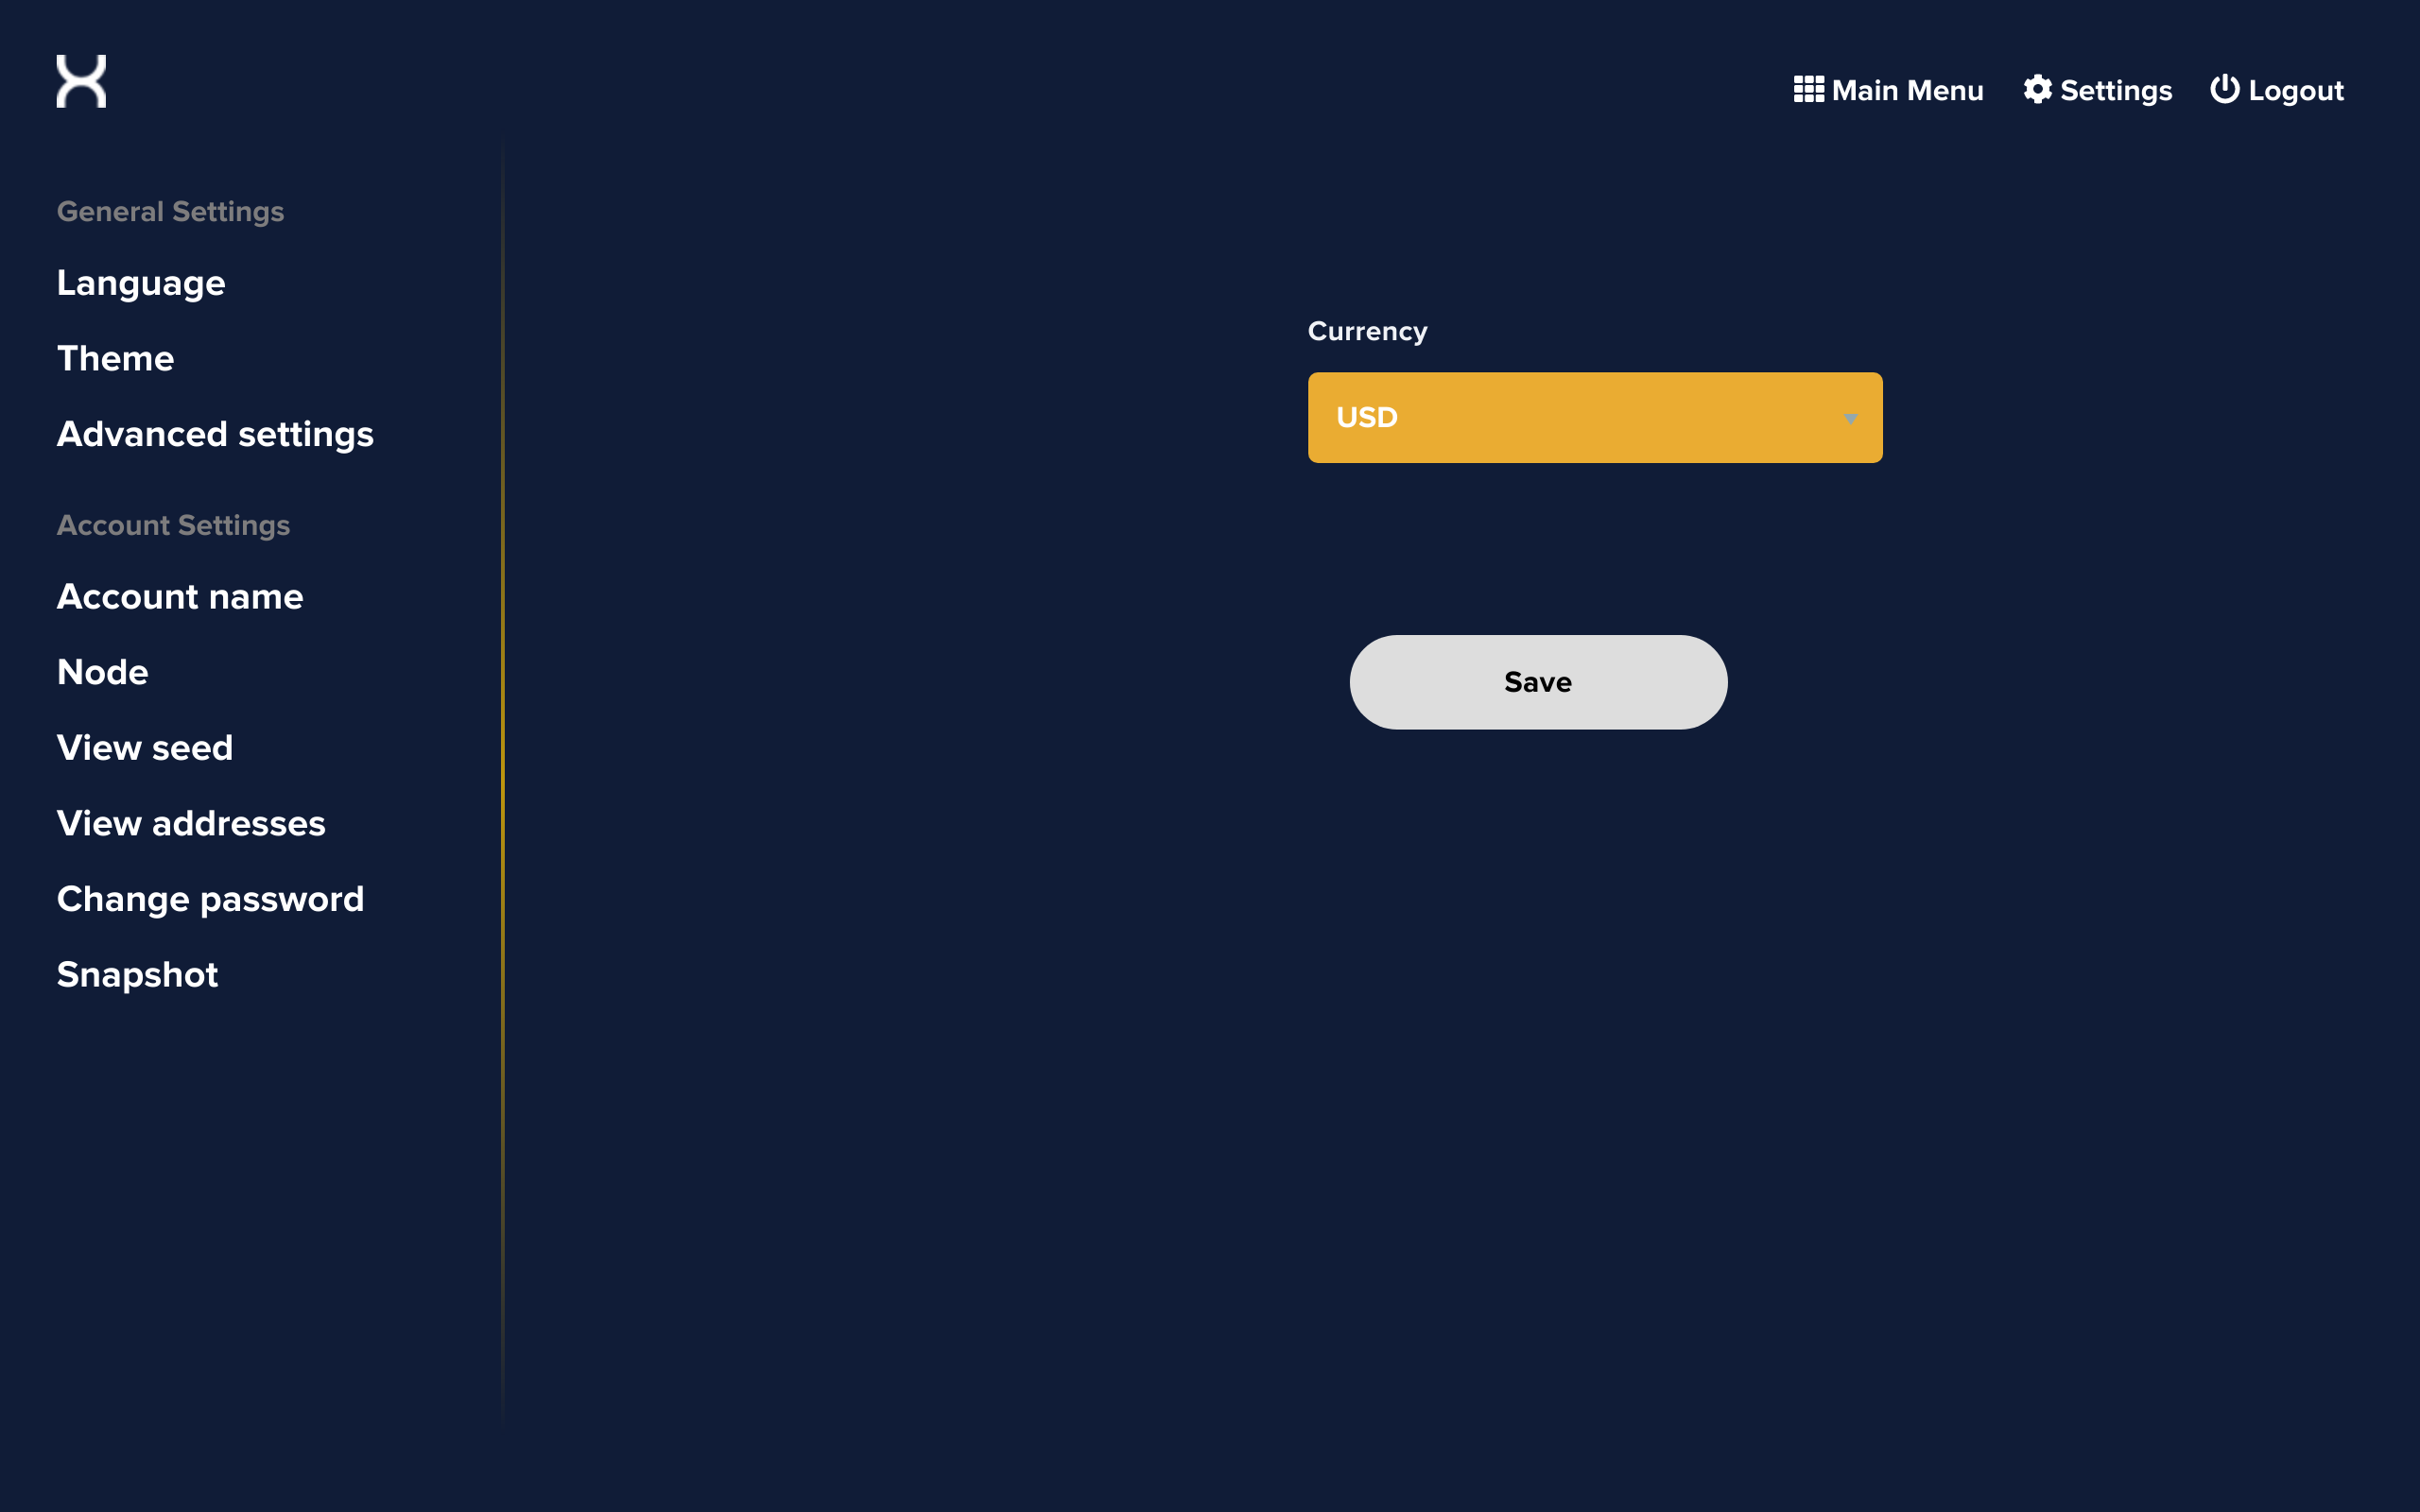 Main Menu
Settings
Logout
General Settings
Language
Theme
Advanced settings
Account Settings
Account name
Node
View seed
View addresses
Change password
Snapshot
Currency
USD
Save